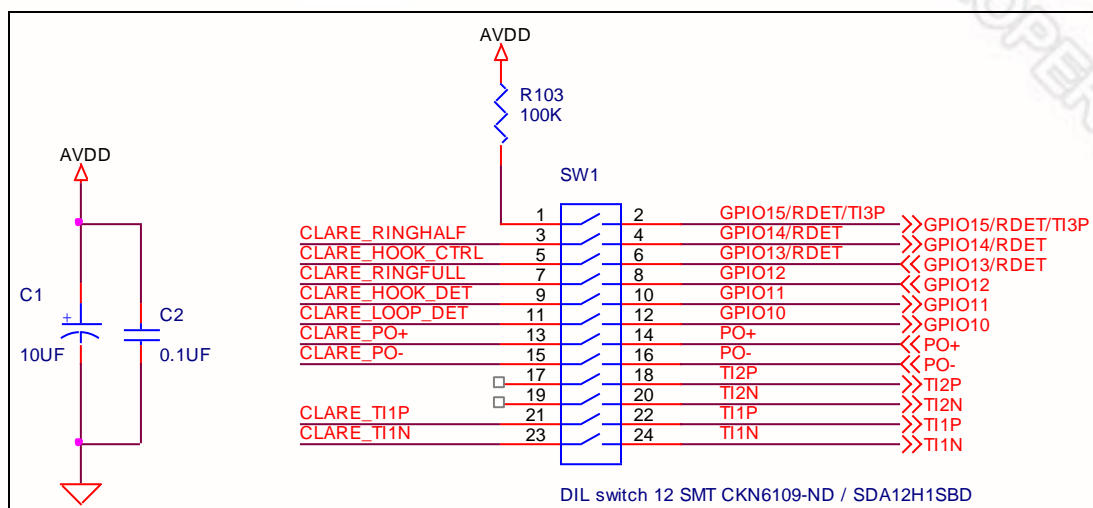 AVDD
R103
100K
AVDD
SW1
1 2 GPIO15/RDET/TI3P GPIO15/RDET/TI3P
CLARE_RINGHALF 3 4 GPIO14/RDET GPIO14/RDET
CLARE_HOOK_CTRL 5 6 GPIO13/RDET GPIO13/RDET
CLARE_RINGFULL 7 8 GPIO12 GPIO12
CLARE_HOOK_DET 9 10 GPIO11 GPIO11
CLARE_LOOP_DET 11 12 GPIO10 GPIO10
CLARE_PO+ 13 14 PO+ PO+
CLARE_PO- 15 16 PO- PO-
17 18 TI2P TI2P
19 20 TI2N TI2N
CLARE_TI1P 21 22 TI1P TI1P
CLARE_TI1N 23 24 TI1N TI1N
C1
+
10UF
C2
0.1UF
DIL switch 12 SMT CKN6109-ND / SDA12H1SBD